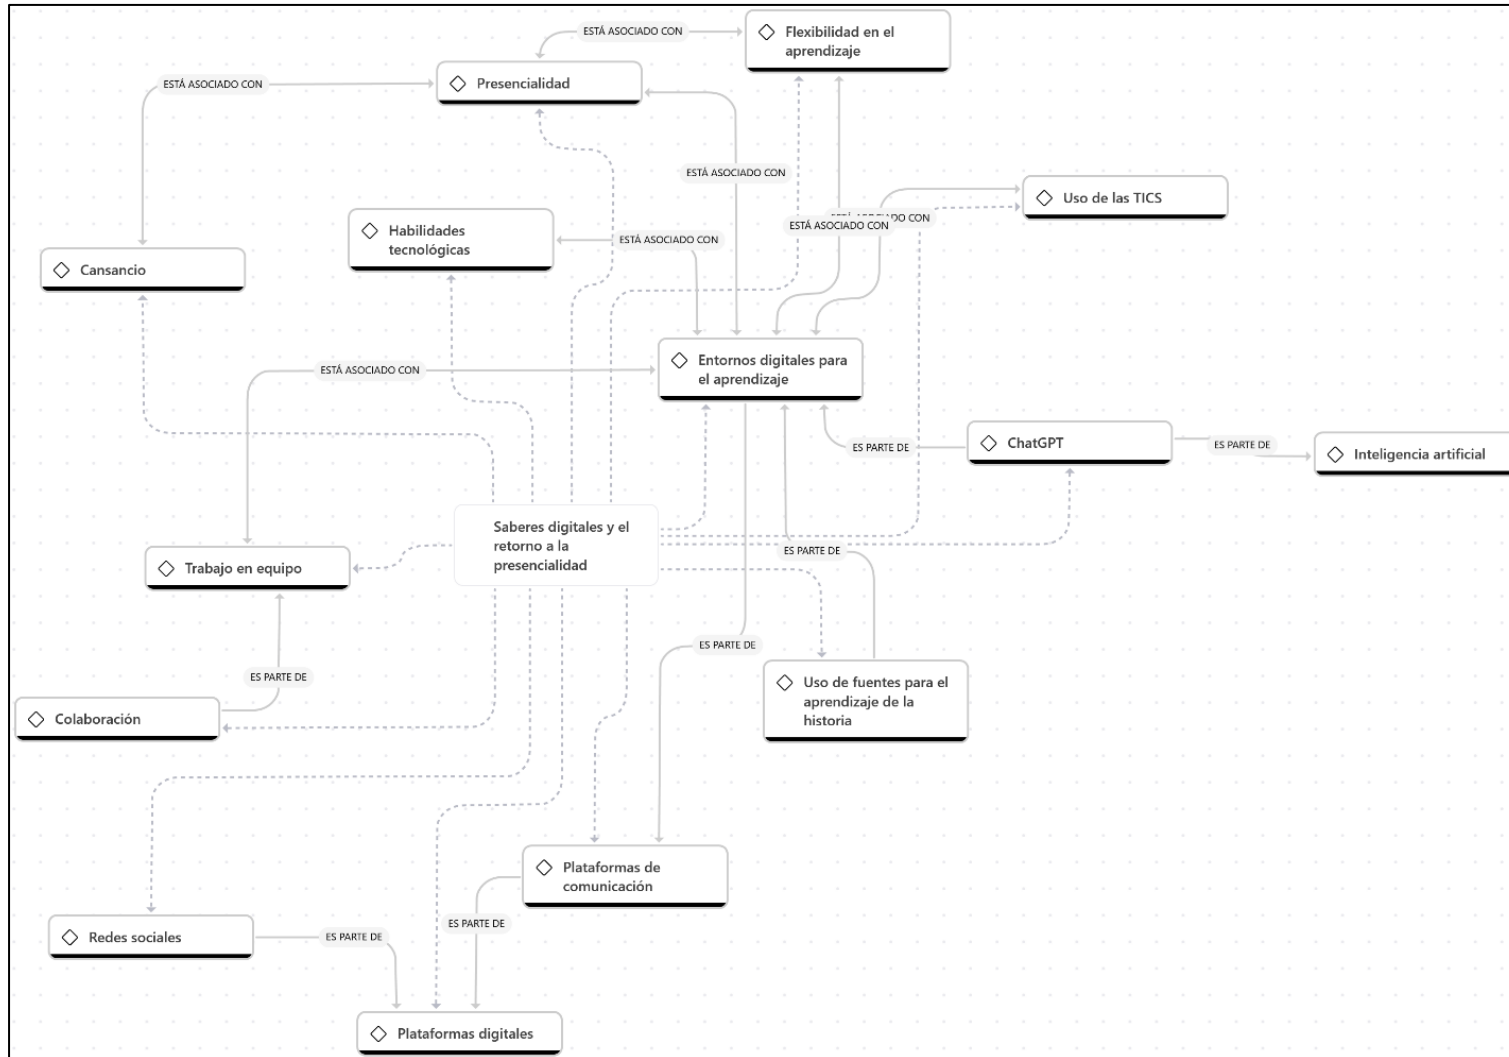 ESTÁ ASOCIADO CON
Flexibilidad en el
aprendizaje
ESTÁ ASOCIADO CON
Presencialidad
ESTÁ ASOCIADO CON
Uso de las TICS
Habilidades
tecnológicas
ESTÁ ASOCIADO CON
ESTÁ ASOCIADO CON
ESTÁ ASOCIADO CON
Cansancio
Entornos digitales para
el aprendizaje
ESTÁ ASOCIADO CON
ChatGPT
ES PARTE DE
ES PARTE DE
Inteligencia artificial
Saberes digitales y el
retorno a la
presencialidad
ES PARTE DE
Trabajo en equipo
ES PARTE DE
ES PARTE DE
Uso de fuentes para el
aprendizaje de la
historia
Colaboración
Plataformas de
comunicación
ES PARTE DE
Redes sociales
ES PARTE DE
Plataformas digitales